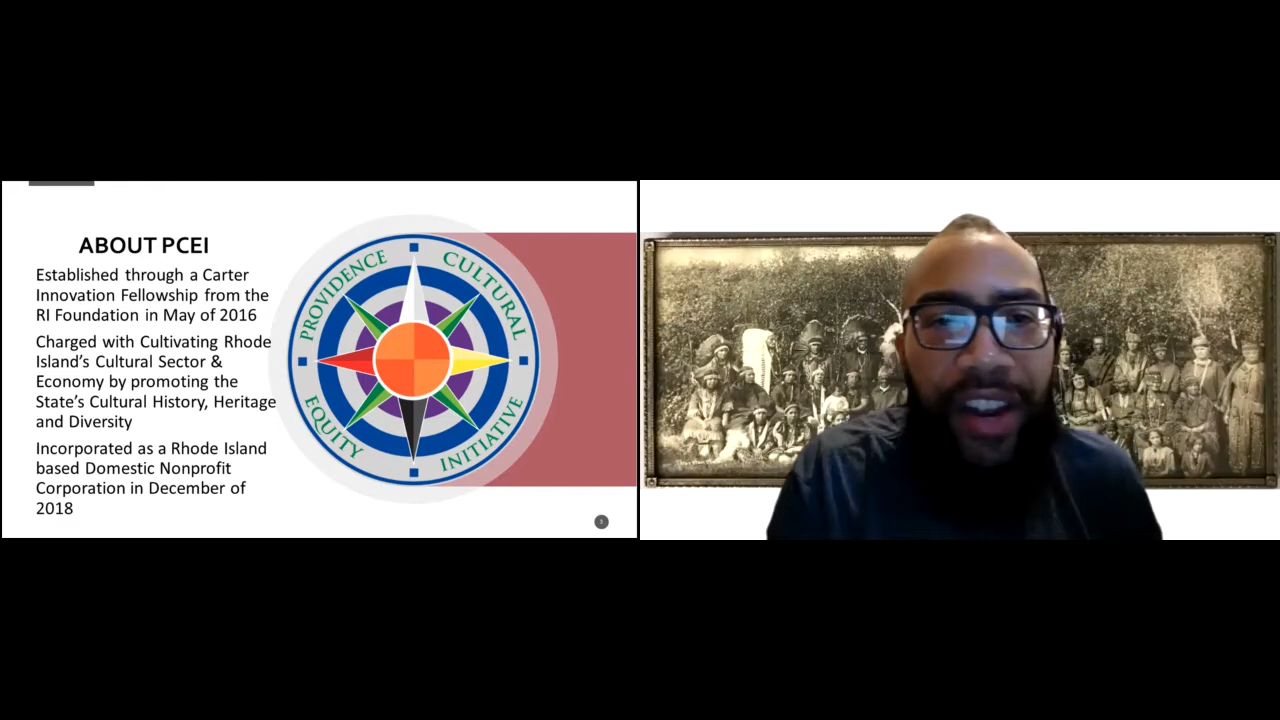 ABOUT PCEI
Established through a Carter
Innovation Fellowship from the
RI Foundation in May of 2016
Charged with Cultivating Rhode
Island’s Cultural Sector &
Economy by promoting the
State’s Cultural History, Heritage
and Diversity
Incorporated as a Rhode Island
based Domestic Nonprofit
Corporation in December of
2018
PROVIDENCE
CULTURAL
EQUITY
INITIATIVE